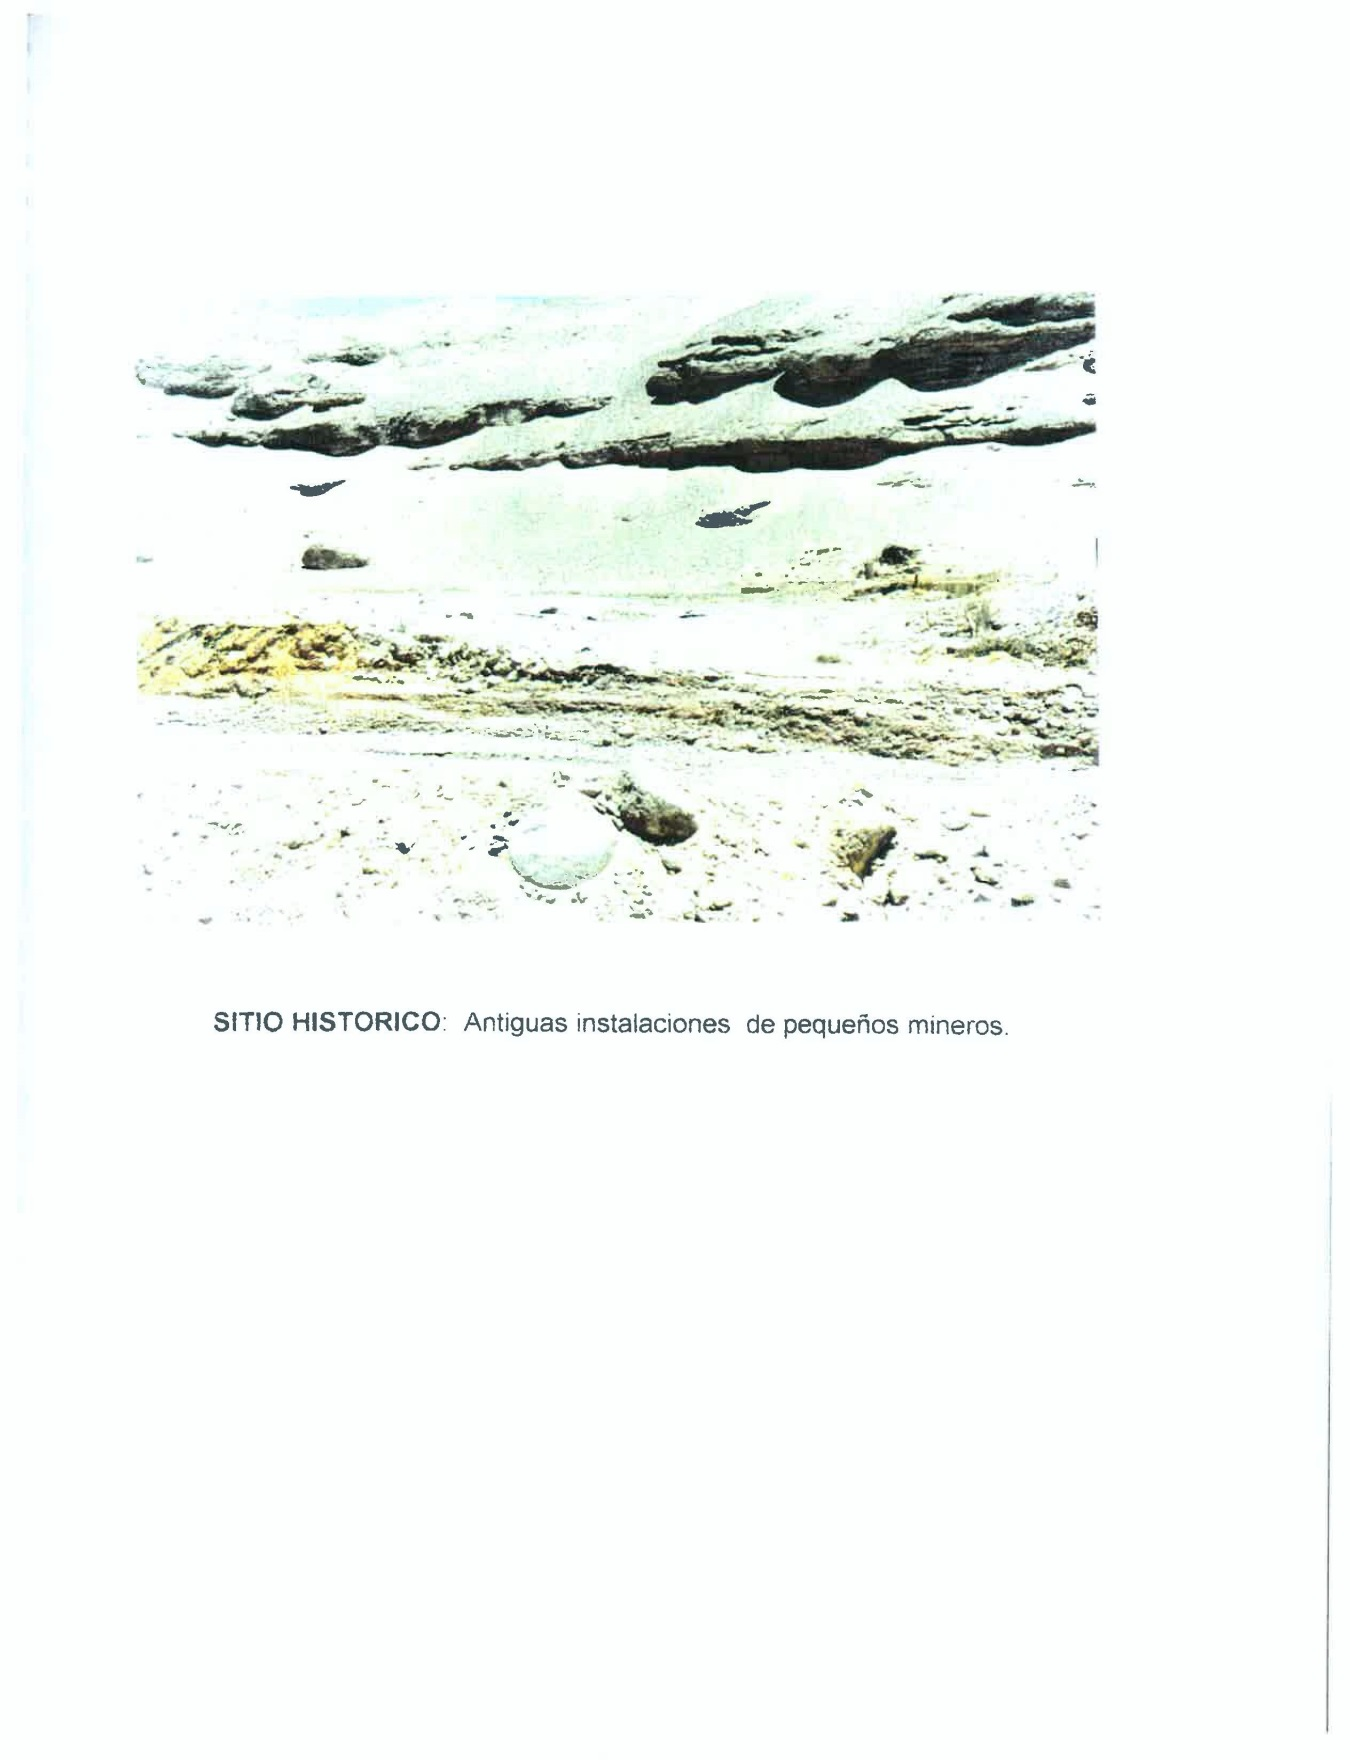 SITIO HISTORICO: Antiguas instalaciones de pequeños mineros.